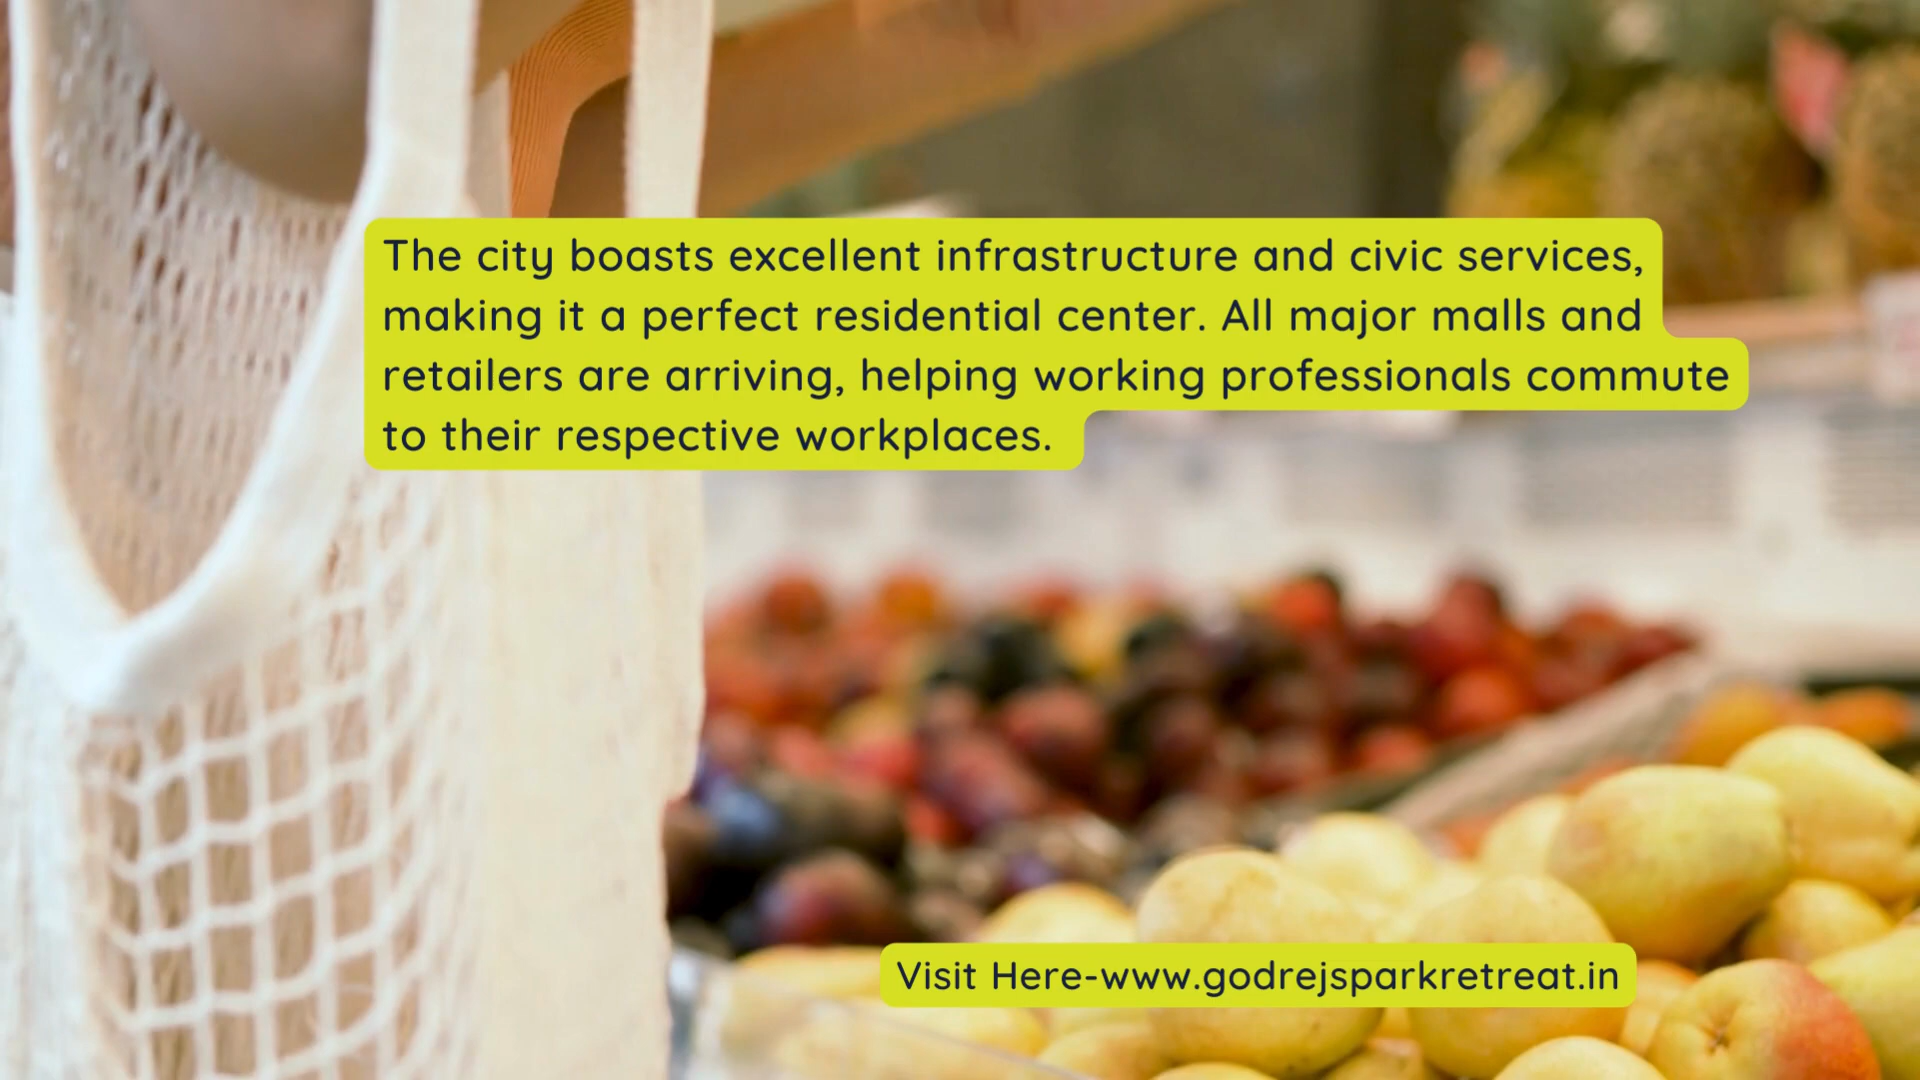 The city boasts excellent infrastructure and civic services,
making it a perfect residential center. All major malls and
retailers are arriving, helping working professionals commute
to their respective workplaces.
Visit Here-www.godrejsparkretreat.in